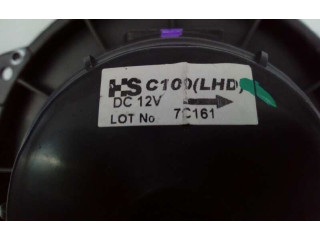 HS C100(LHD)
DC 12V
LOT No. 7C161